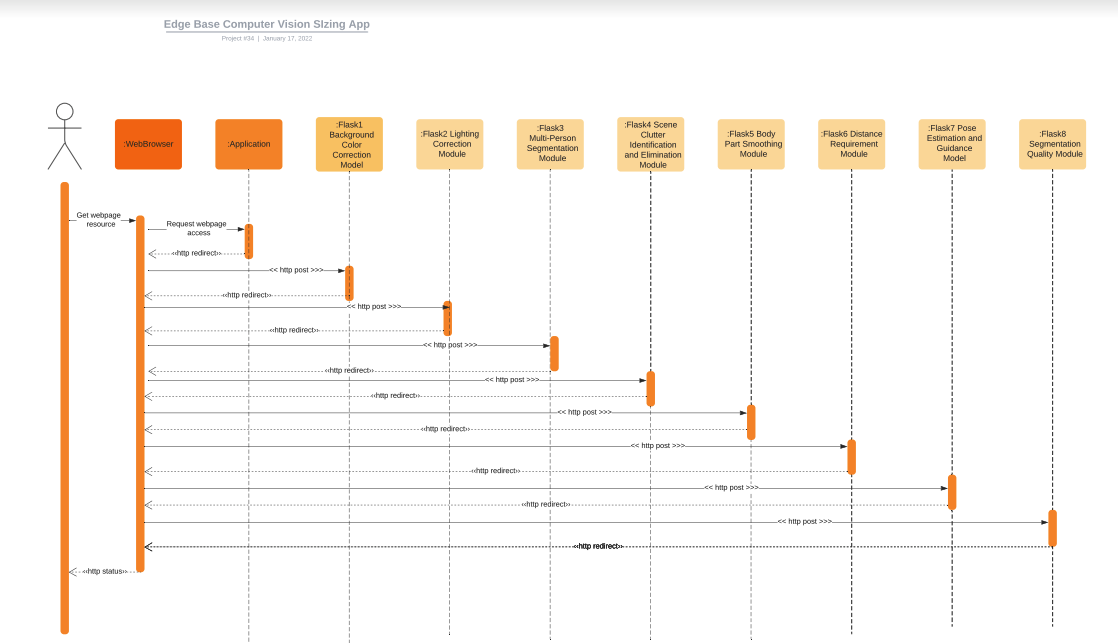 Edge Base Computer Vision SIzing App
Project #34 | January 17, 2022
:WebBrowser
:Application
:Flask1
Background
Color
Correction
Model
:Flask2 Lighting
Correction
Module
:Flask3
Multi-Person
Segmentation
Module
:Flask4 Scene
Clutter
Identification
and Elimination
Module
:Flask5 Body
Part Smoothing
Module
:Flask6 Distance
Requirement
Module
:Flask7 Pose
Estimation and
Guidance
Model
:Flask8
Segmentation
Quality Module
Get webpage
resource
Request webpage
access
‹‹http redirect››
<< http post >>>
‹‹http redirect››
<< http post >>>
‹‹http redirect››
<< http post >>>
‹‹http redirect››
<< http post >>>
‹‹http redirect››
<< http post >>>
‹‹http redirect››
<< http post >>>
‹‹http redirect››
<< http post >>>
‹‹http redirect››
<< http post >>>
‹‹http redirect››
‹‹http status››